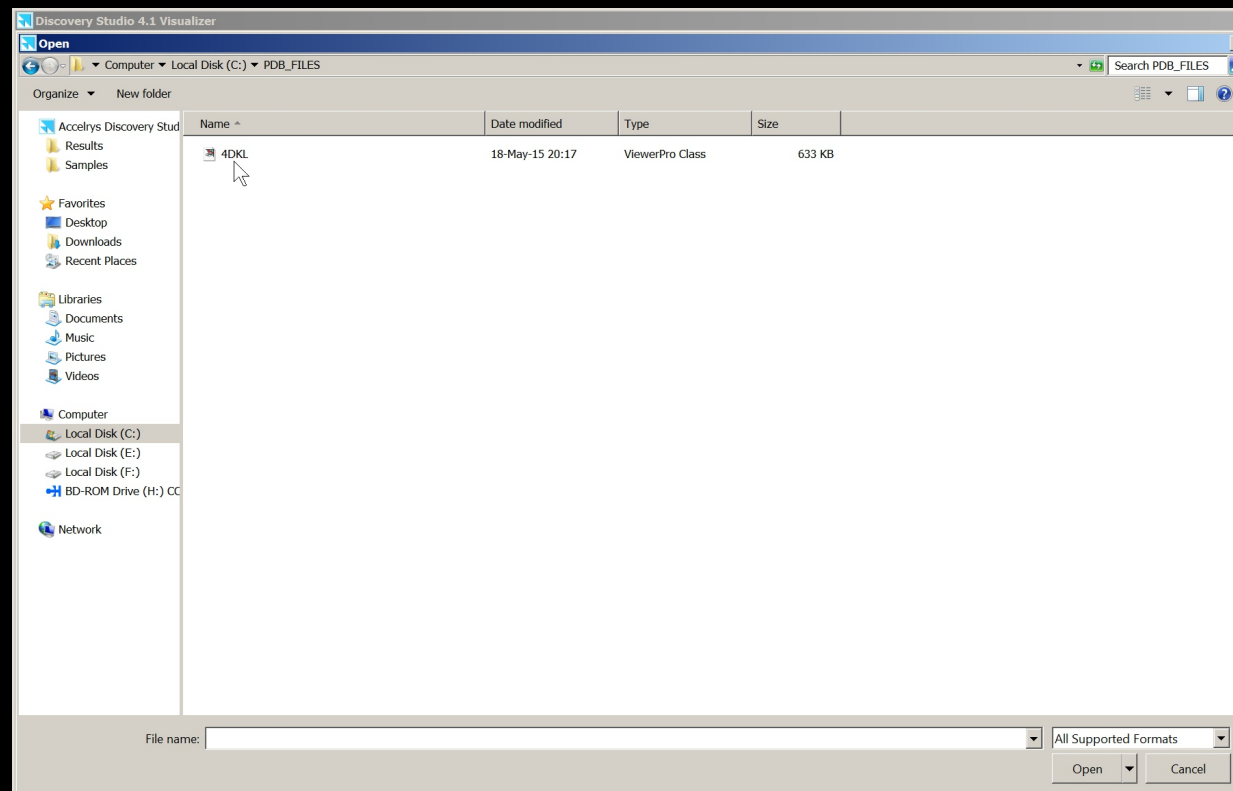 Discovery Studio 4.1 Visualizer
Open
Computer Local Disk (C:) PDB_FILES
Search PDB_FILES
Organize New folder
Accelrys Discovery Stud
Results
Samples
Favorites
Desktop
Downloads
Recent Places
Libraries
Documents
Music
Pictures
Videos
Computer
Local Disk (C:)
Local Disk (E:)
Local Disk (F:)
BD-ROM Drive (H:) CC
Network
Name Date modified Type Size
4DKL 18-May-15 20:17 ViewerPro Class 633 KB
File name: All Supported Formats
Open Cancel